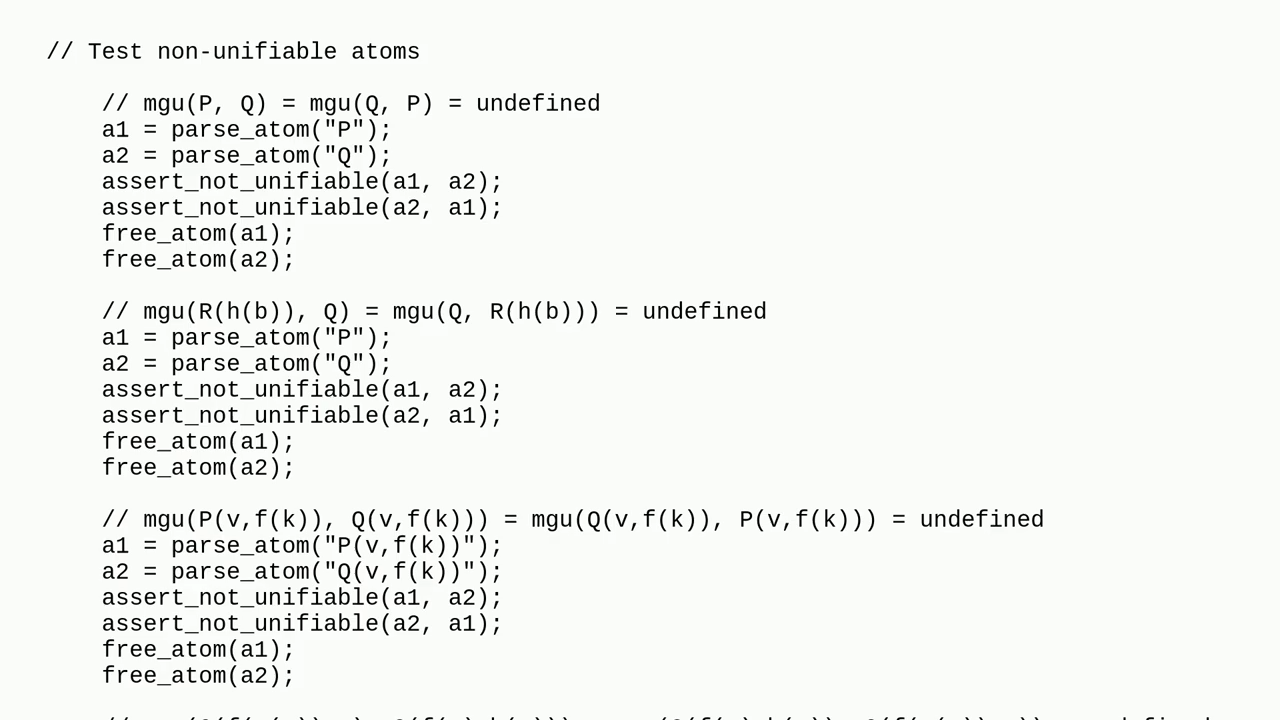 // Test non-unifiable atoms
// mgu(P, Q) = mgu(Q, P) = undefined
a1 = parse_atom("P");
a2 = parse_atom("Q");
assert_not_unifiable(a1, a2);
assert_not_unifiable(a2, a1);
free_atom(a1);
free_atom(a2);
// mgu(R(h(b)), Q) = mgu(Q, R(h(b))) = undefined
a1 = parse_atom("P");
a2 = parse_atom("Q");
assert_not_unifiable(a1, a2);
assert_not_unifiable(a2, a1);
free_atom(a1);
free_atom(a2);
// mgu(P(v,f(k)), Q(v,f(k))) = mgu(Q(v,f(k)), P(v,f(k))) = undefined
a1 = parse_atom("P(v,f(k))");
a2 = parse_atom("Q(v,f(k))");
assert_not_unifiable(a1, a2);
assert_not_unifiable(a2, a1);
free_atom(a1);
free_atom(a2);